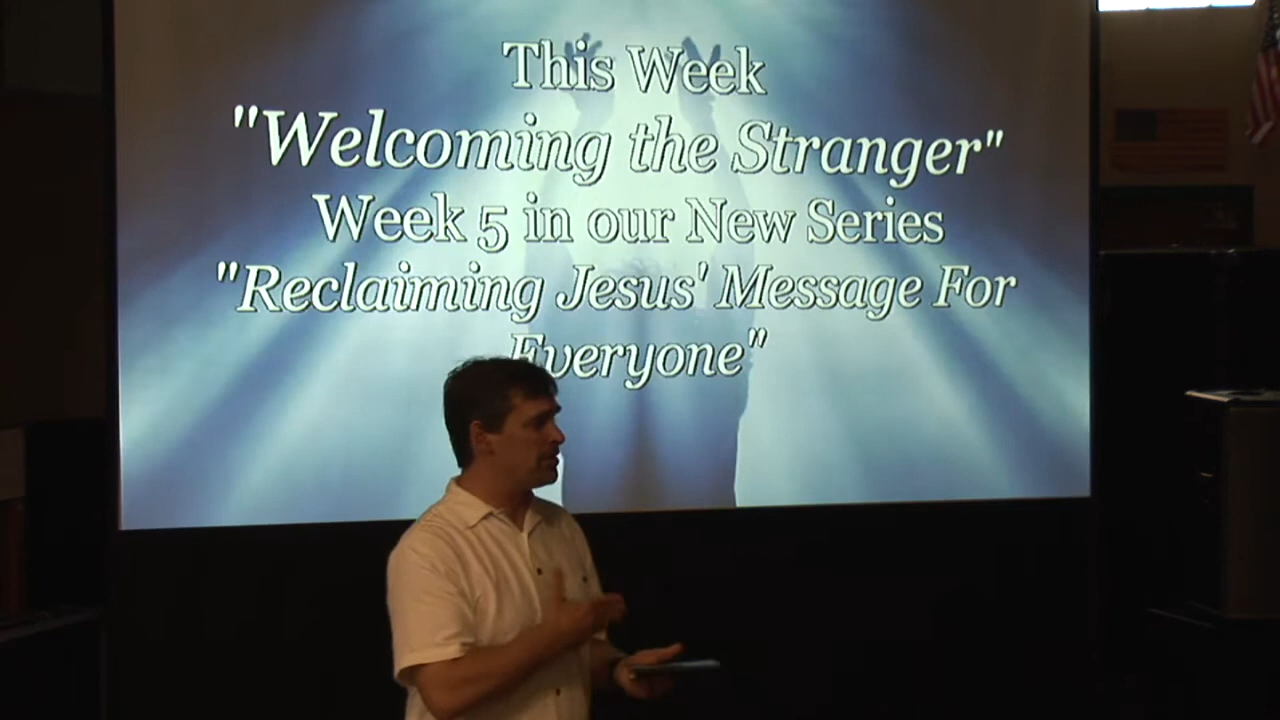 This Week
"Welcoming the Stranger"
Week 5 in our New Series
"Reclaiming Jesus' Message For
Everyone"